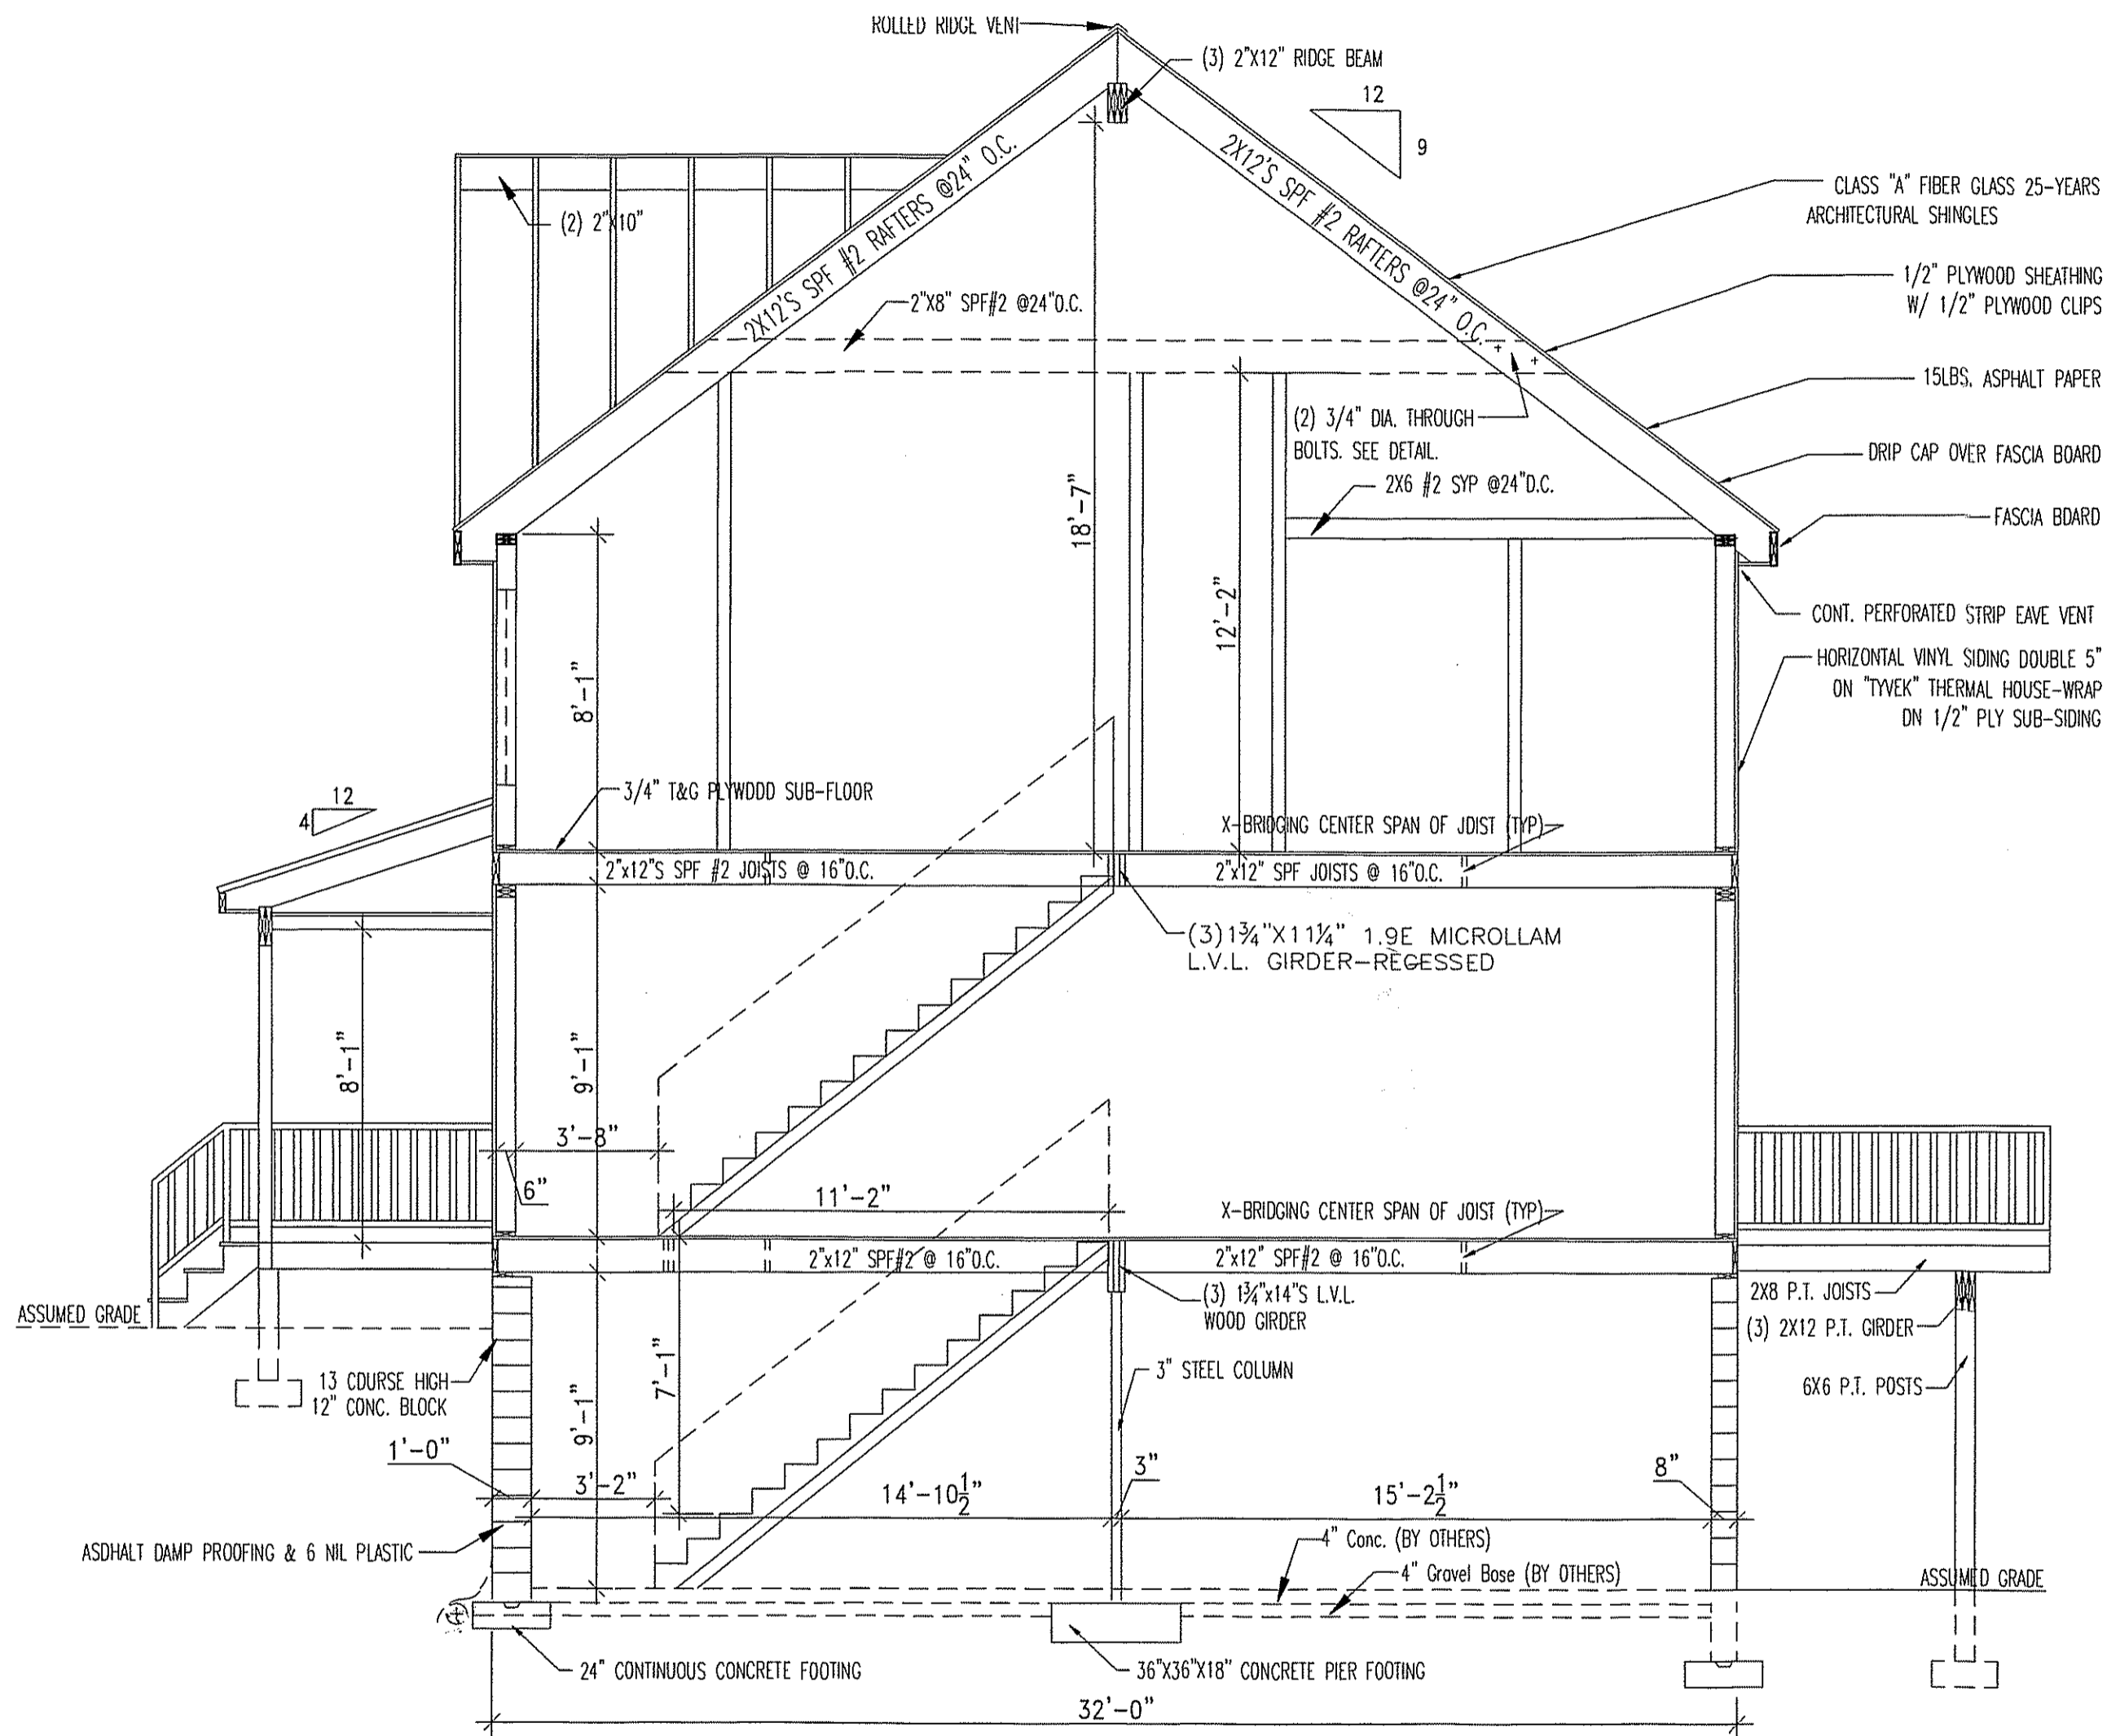 ROLLED RIDGE VENT
(3) 2"X12" RIDGE BEAM
12
9
2X12'S SPF #2 RAFTERS @24" O.C.
2X12'S SPF #2 RAFTERS @24" O.C.
CLASS "A" FIBER GLASS 25-YEARS
ARCHITECTURAL SHINGLES
(2) 2"X10"
1/2" PLYWOOD SHEATHING
W/ 1/2" PLYWOOD CLIPS
2"X8" SPF#2 @24"O.C.
15LBS. ASPHALT PAPER
(2) 3/4" DIA. THROUGH
BOLTS. SEE DETAIL.
DRIP CAP OVER FASCIA BOARD
2X6 #2 SYP @24"D.C.
18'-7"
FASCIA BDARD
12'-2"
CONT. PERFORATED STRIP EAVE VENT
8'-1"
HORIZONTAL VINYL SIDING DOUBLE 5"
ON "TYVEK" THERMAL HOUSE-WRAP
DN 1/2" PLY SUB-SIDING
12
4
3/4" T&G PLYWDDD SUB-FLOOR
X-BRIDGING CENTER SPAN OF JDIST (TYP)
2"x12"S SPF #2 JOISTS @ 16"O.C.
2"x12" SPF JOISTS @ 16"O.C.
(3)1¾"X11¼" 1.9E MICROLLAM
L.V.L. GIRDER-REGESSED
8'-1"
9'-1"
3'-8"
6"
11'-2"
X-BRIDGING CENTER SPAN OF JOIST (TYP)
2"x12" SPF#2 @ 16"O.C.
2"x12" SPF#2 @ 16"O.C.
(3) 1¾"x14"S L.V.L.
WOOD GIRDER
2X8 P.T. JOISTS
(3) 2X12 P.T. GIRDER
6X6 P.T. POSTS
ASSUMED GRADE
13 CDURSE HIGH
12" CONC. BLOCK
7'-1"
3" STEEL COLUMN
9'-1"
1'-0"
3'-2"
14'-10½"
3"
15'-2½"
8"
ASDHALT DAMP PROOFING & 6 NIL PLASTIC
4" Conc. (BY OTHERS)
4" Gravel Bose (BY OTHERS)
ASSUMED GRADE
24" CONTINUOUS CONCRETE FOOTING
36"X36"X18" CONCRETE PIER FOOTING
32'-0"